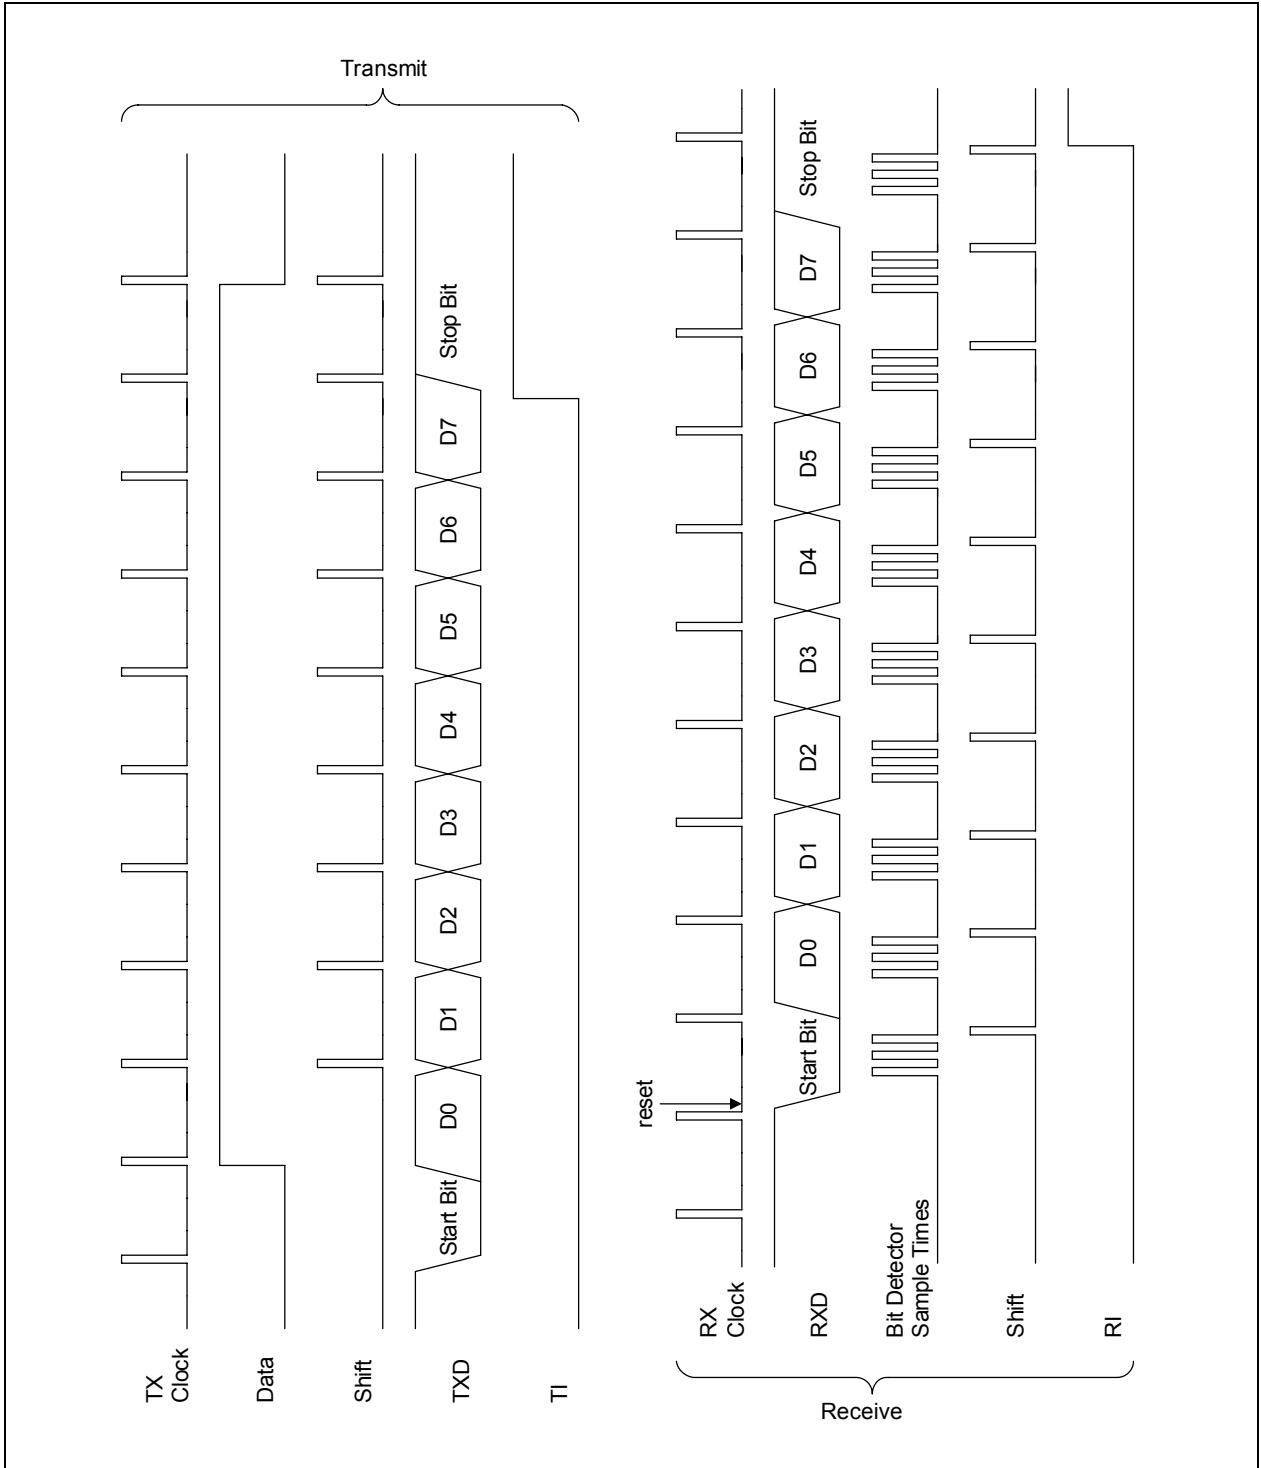 Transmit
TX
Clock
Data
Shift
TXD
Start Bit
D0
D1
D2
D3
D4
D5
D6
D7
Stop Bit
TI
RX
Clock
reset
RXD
Start Bit
D0
D1
D2
D3
D4
D5
D6
D7
Stop Bit
Bit Detector
Sample Times
Shift
RI
Receive